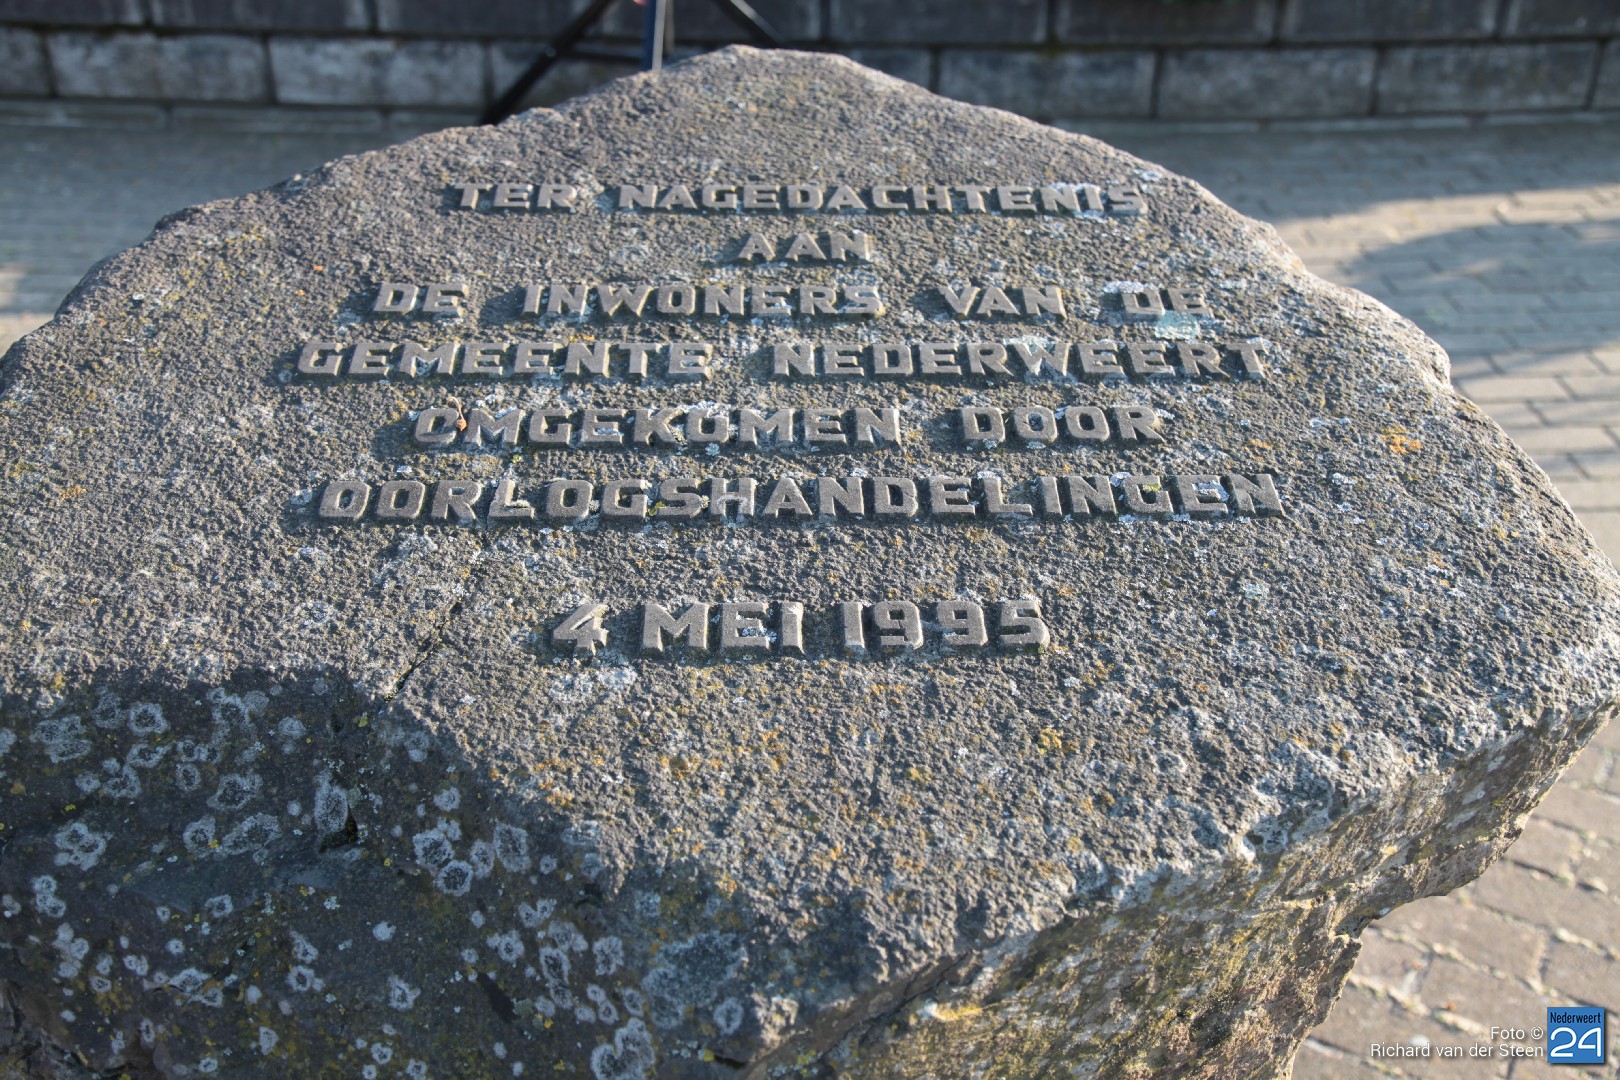 TER NAGEDACHTENIS
AAN
DE INWONERS VAN DE
GEMEENTE NEDERWEERT
OMGEKOMEN DOOR
OORLOGSHANDELINGEN
4 MEI 1995
Foto ©
Richard van der Steen
Nederweert
24